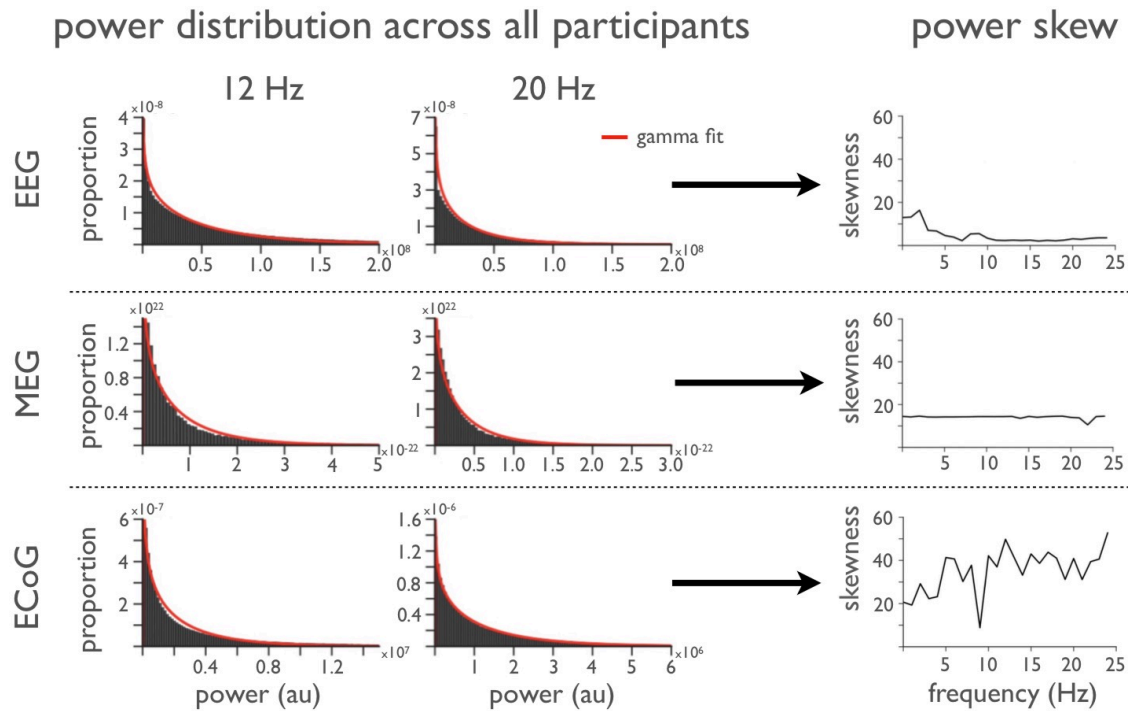 power distribution across all participants
power skew
12 Hz
20 Hz
EEG
proportion
×10-8
4
3
2
1
0.5 1.0 1.5 2.0
×108
×10-8
7
5
3
1
0.5 1.0 1.5 2.0
×108
gamma fit
skewness
60
40
20
5 10 15 20 25
MEG
proportion
×1022
1.2
0.8
0.4
1 2 3 4 5
×10-22
×1022
3
2
1
0.5 1.0 1.5 2.0 2.5 3.0
×10-22
skewness
60
40
20
5 10 15 20 25
ECoG
proportion
×10-7
6
4
2
0.4 0.8 1.2
×107
power (au)
×10-6
1.6
1.2
0.8
0.4
1 2 3 4 5 6
×106
power (au)
skewness
60
40
20
5 10 15 20 25
frequency (Hz)